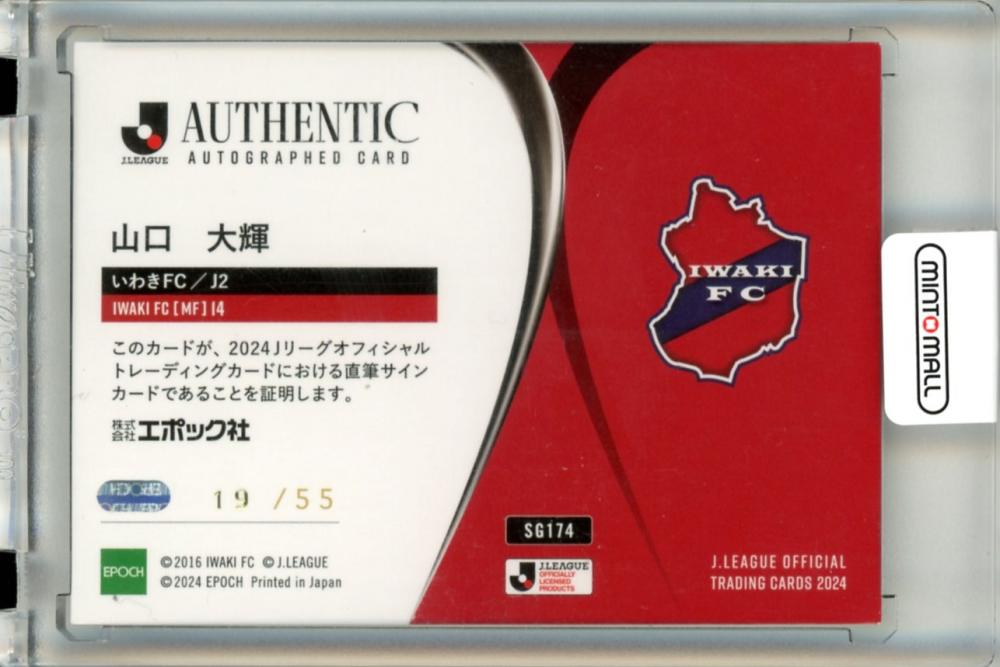 J.LEAGUE
AUTHENTIC
AUTOGRAPHED CARD
山口 大輝
いわきFC／J2
IWAKI FC [MF] 14
このカードが、2024Jリーグオフィシャル
トレーディングカードにおける直筆サイン
カードであることを証明します。
株式会社エポック社
19 /55
EPOCH
©2016 IWAKI FC ©J.LEAGUE
©2024 EPOCH Printed in Japan
IWAKI
FC
SG174
J.LEAGUE
OFFICIALLY
LICENSED
PRODUCTS
J.LEAGUE OFFICIAL
TRADING CARDS 2024
MINTOMALL